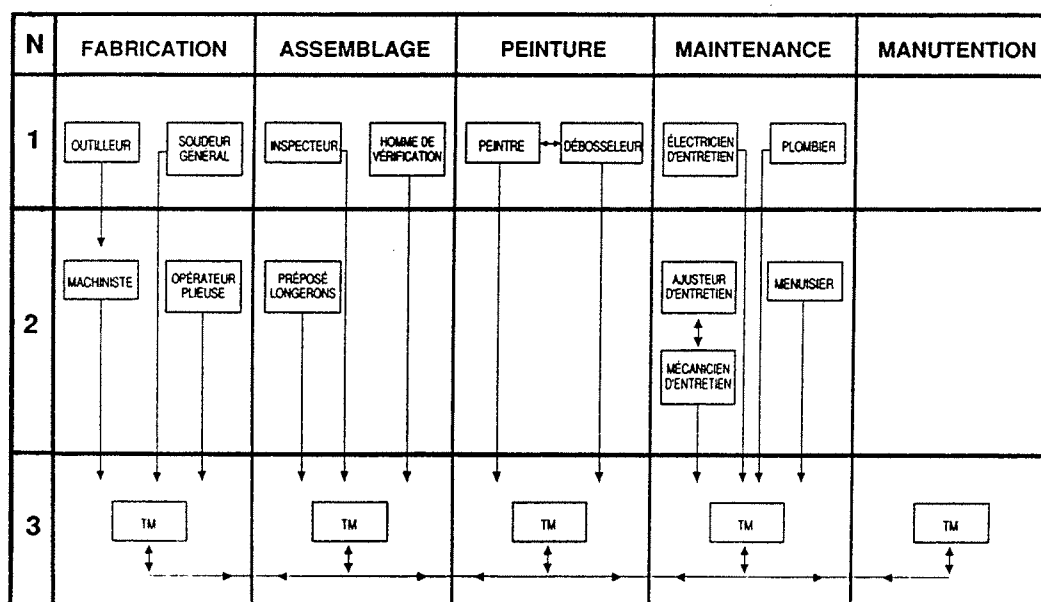 N FABRICATION ASSEMBLAGE PEINTURE MAINTENANCE MANUTENTION
1
OUTILLEUR
SOUDEUR
GENERAL
INSPECTEUR
HOMME DE
VÉRIFICATION
PEINTRE
DÉBOSSELEUR
ÉLECTRICIEN
D'ENTRETIEN
PLOMBIER
2
MACHINISTE
OPÉRATEUR
PLIEUSE
PRÉPOSÉ
LONGERONS
AJUSTEUR
D'ENTRETIEN
MENUISIER
MÉCANICIEN
D'ENTRETIEN
3
TM
TM
TM
TM
TM